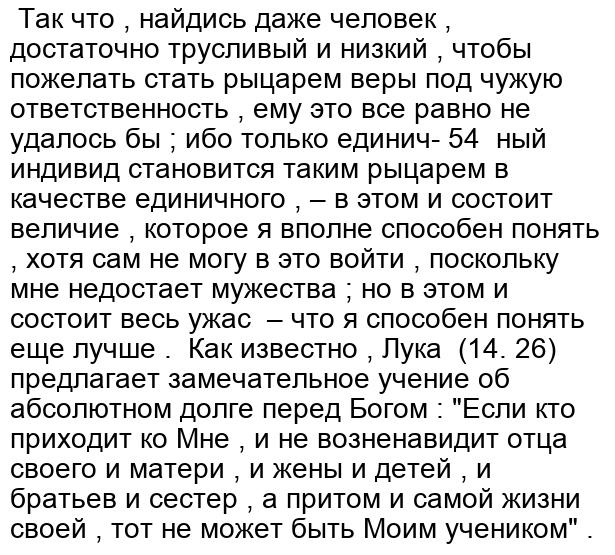 Так что , найдись даже человек ,
достаточно трусливый и низкий , чтобы
пожелать стать рыцарем веры под чужую
ответственность , ему это все равно не
удалось бы ; ибо только единич- 54  ный
индивид становится таким рыцарем в
качестве единичного , – в этом и состоит
величие , которое я вполне способен понять
, хотя сам не могу в это войти , поскольку
мне недостает мужества ; но в этом и
состоит весь ужас  – что я способен понять
еще лучше .  Как известно , Лука  (14. 26)
предлагает замечательное учение об
абсолютном долге перед Богом : "Если кто
приходит ко Мне , и не возненавидит отца
своего и матери , и жены и детей , и
братьев и сестер , а притом и самой жизни
своей , тот не может быть Моим учеником" .